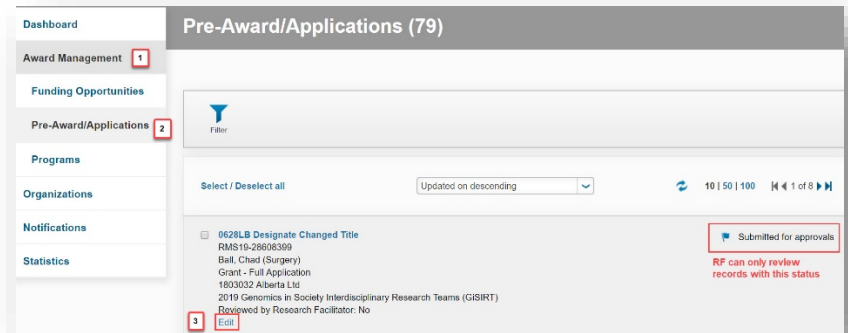 Dashboard
Pre-Award/Applications (79)
Award Management 1
Funding Opportunities
Pre-Award/Applications 2
Filter
Programs
Organizations
Select / Deselect all
Updated on descending
10 | 50 | 100
1 of 8
Notifications
0628LB Designate Changed Title
Submitted for approvals
RMS19-28608399
Statistics
Ball, Chad (Surgery)
RF can only review
records with this status
Grant - Full Application
1803032 Alberta Ltd
2019 Genomics in Society Interdisciplinary Research Teams (GiSIRT)
Reviewed by Research Facilitator: No
3 Edit